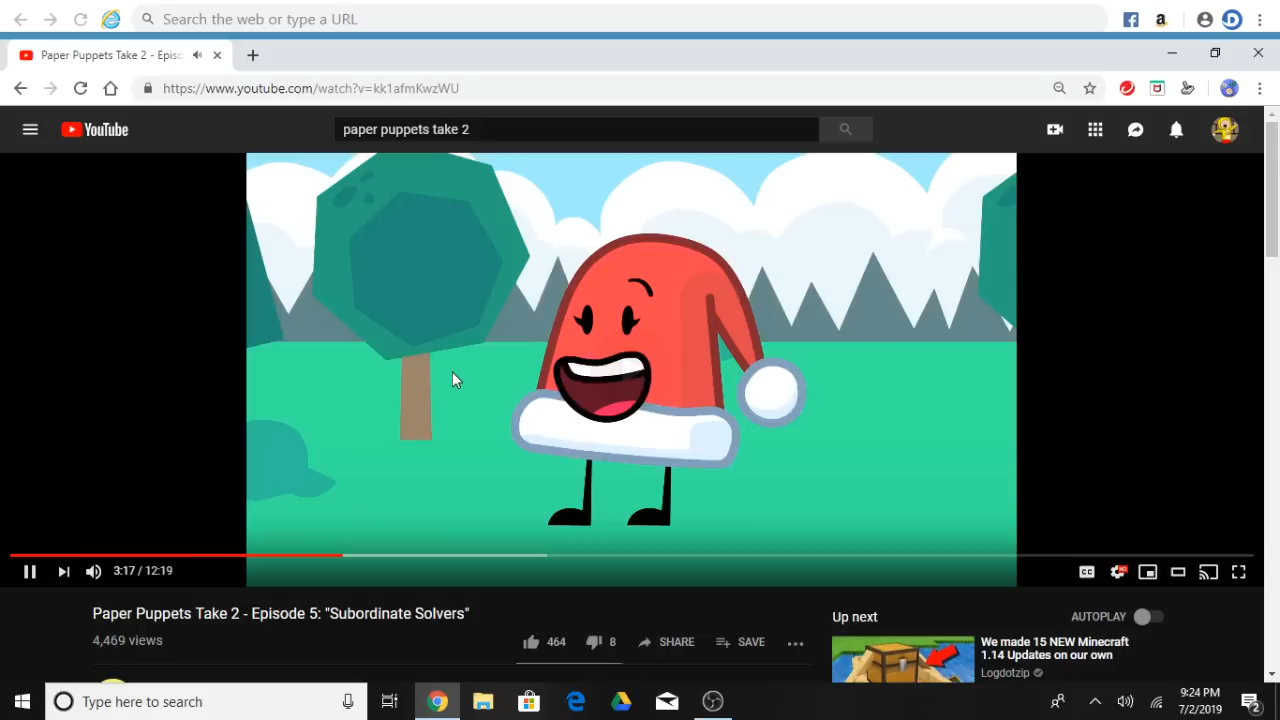 Search the web or type a URL
Paper Puppets Take 2 - Episo
https://www.youtube.com/watch?v=kk1afmKwzWU
YouTube
paper puppets take 2
3:17 / 12:19
CC
HD
Paper Puppets Take 2 - Episode 5: "Subordinate Solvers"
4,469 views
464
8
SHARE
SAVE
Up next
AUTOPLAY
We made 15 NEW Minecraft
1.14 Updates on our own
Logdotzip
Type here to search
9:24 PM
7/2/2019
2